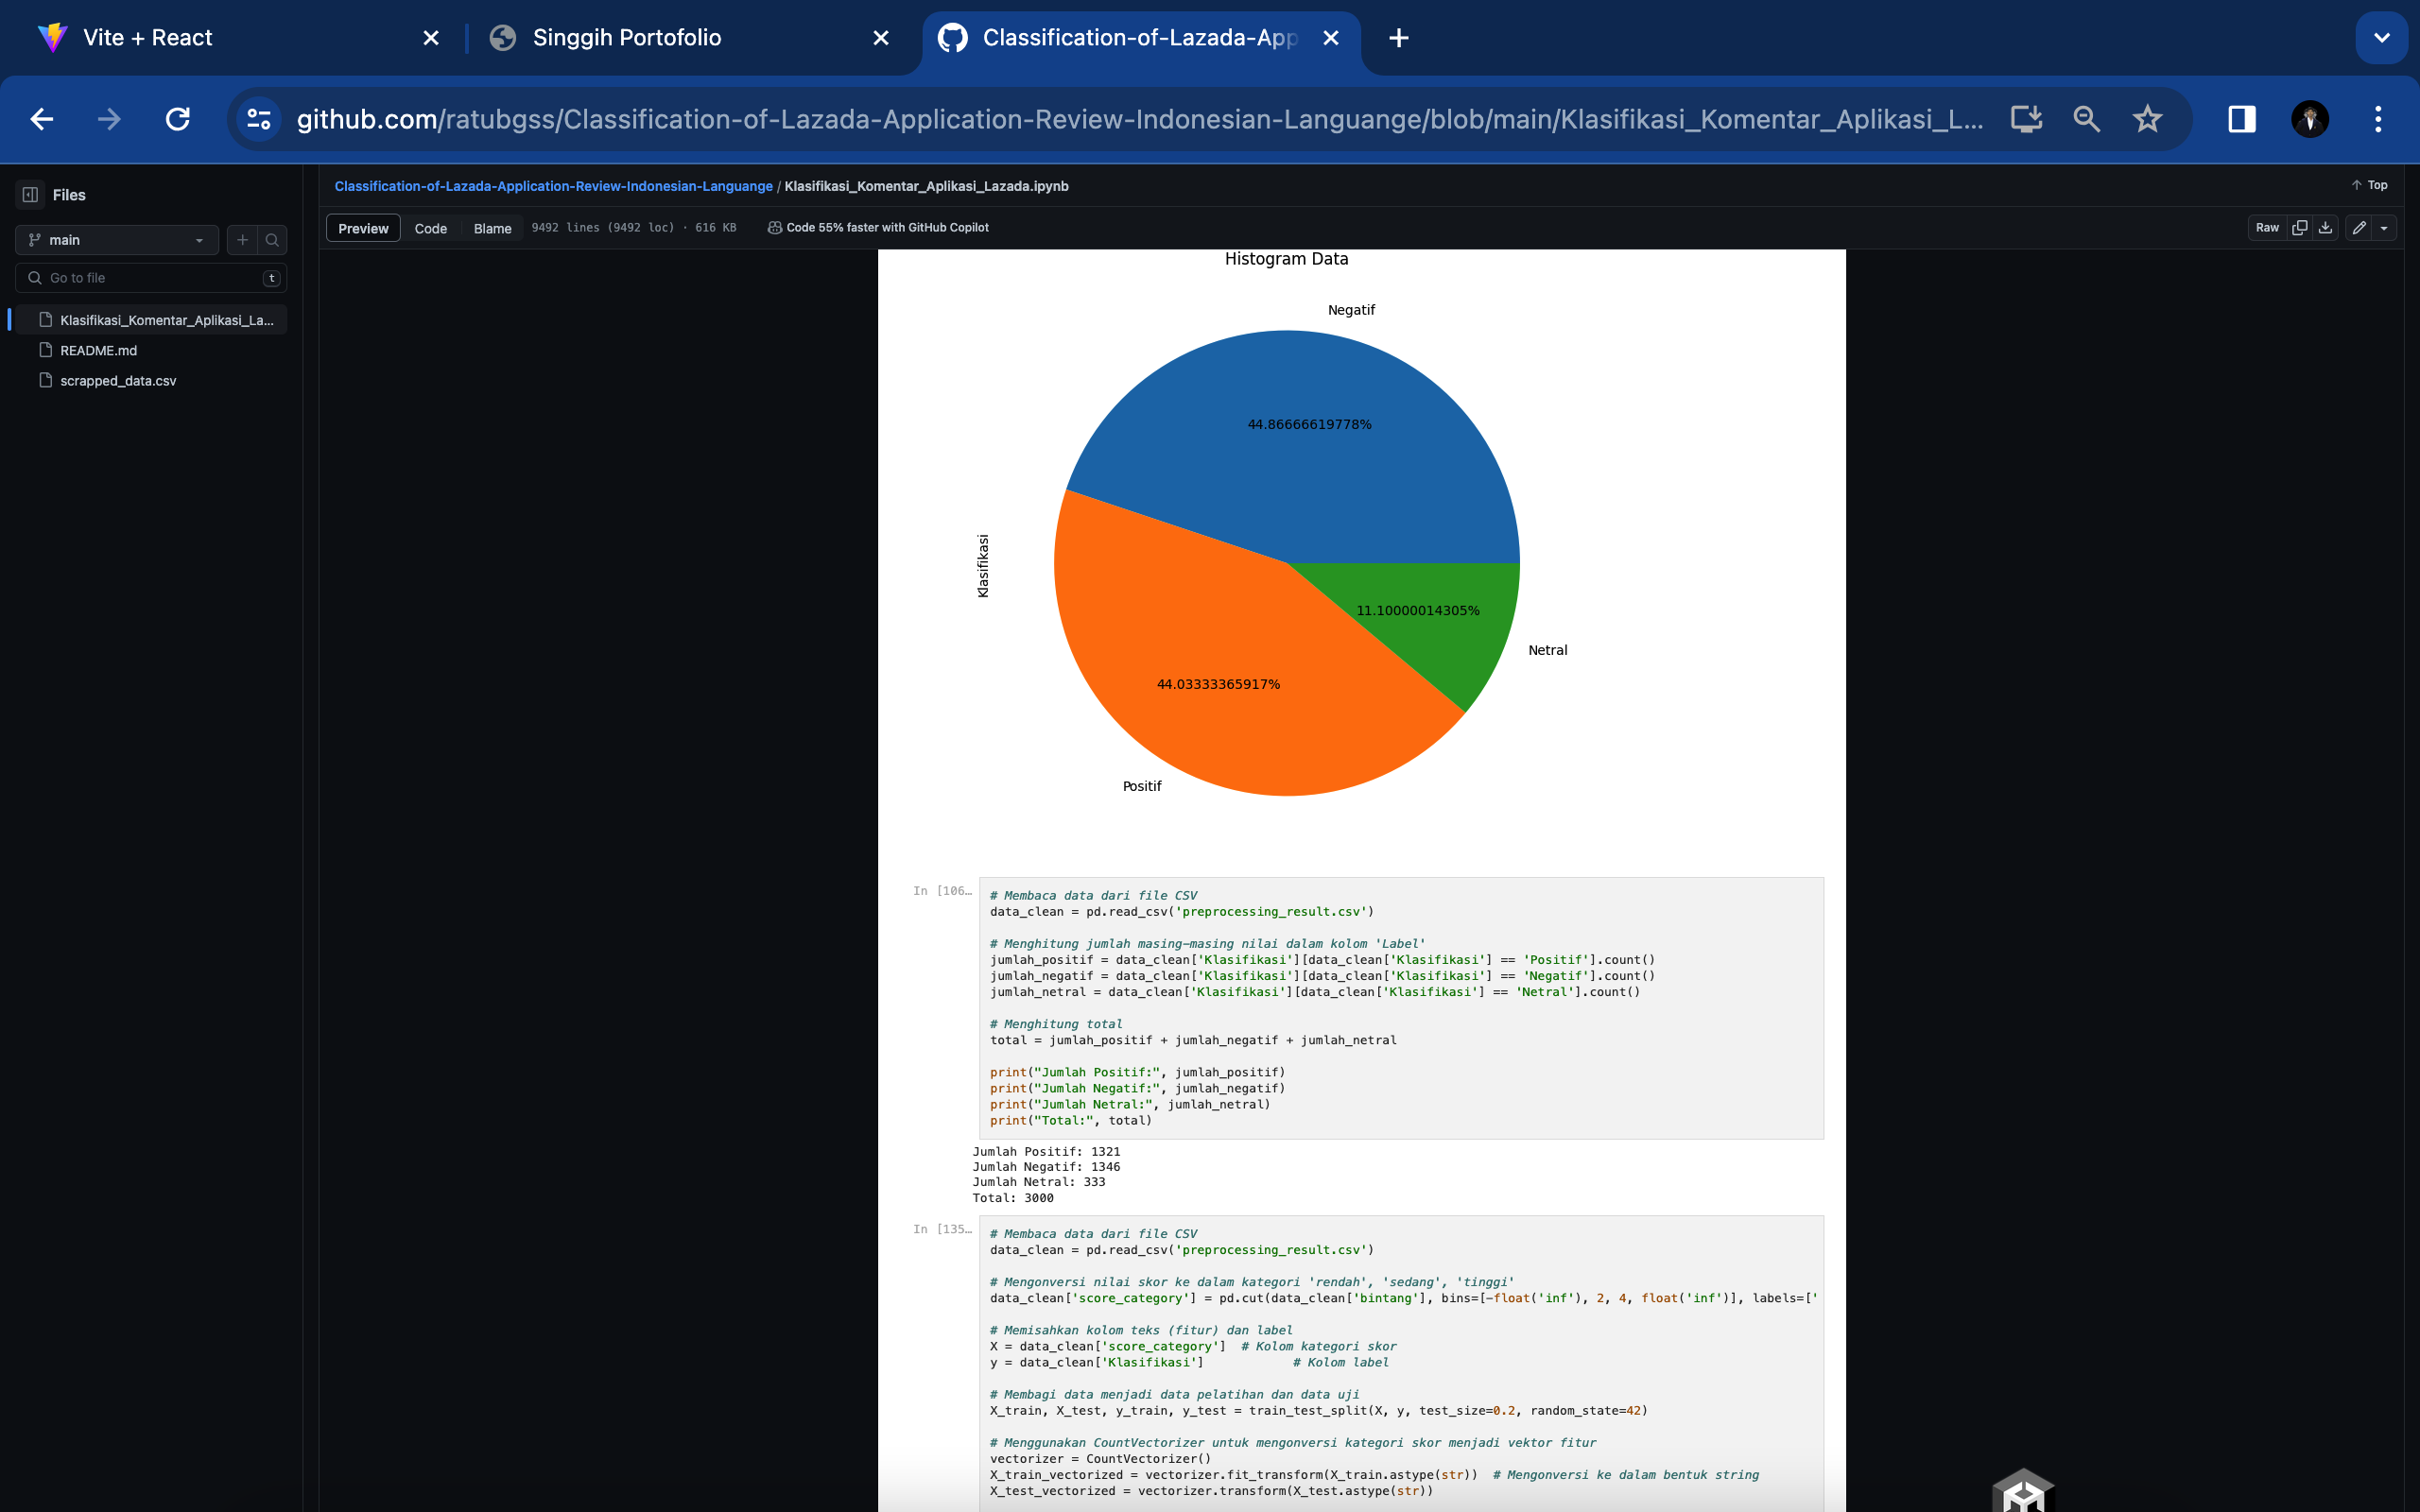 Vite + React
Singgih Portofolio
Classification-of-Lazada-App
github.com/ratubgss/Classification-of-Lazada-Application-Review-Indonesian-Languange/blob/main/Klasifikasi_Komentar_Aplikasi_L...
Files
main
Go to file
t
Klasifikasi_Komentar_Aplikasi_La...
README.md
scrapped_data.csv
Classification-of-Lazada-Application-Review-Indonesian-Languange / Klasifikasi_Komentar_Aplikasi_Lazada.ipynb
Top
Preview Code Blame 9492 lines (9492 loc) · 616 KB Code 55% faster with GitHub Copilot
Raw
Histogram Data
Negatif
44.86666619778%
Klasifikasi
11.10000014305%
Netral
44.03333365917%
Positif
In [106...
# Membaca data dari file CSV
data_clean = pd.read_csv('preprocessing_result.csv')
# Menghitung jumlah masing-masing nilai dalam kolom 'Label'
jumlah_positif = data_clean['Klasifikasi'][data_clean['Klasifikasi'] == 'Positif'].count()
jumlah_negatif = data_clean['Klasifikasi'][data_clean['Klasifikasi'] == 'Negatif'].count()
jumlah_netral = data_clean['Klasifikasi'][data_clean['Klasifikasi'] == 'Netral'].count()
# Menghitung total
total = jumlah_positif + jumlah_negatif + jumlah_netral
print("Jumlah Positif:", jumlah_positif)
print("Jumlah Negatif:", jumlah_negatif)
print("Jumlah Netral:", jumlah_netral)
print("Total:", total)
Jumlah Positif: 1321
Jumlah Negatif: 1346
Jumlah Netral: 333
Total: 3000
In [135...
# Membaca data dari file CSV
data_clean = pd.read_csv('preprocessing_result.csv')
# Mengonversi nilai skor ke dalam kategori 'rendah', 'sedang', 'tinggi'
data_clean['score_category'] = pd.cut(data_clean['bintang'], bins=[-float('inf'), 2, 4, float('inf')], labels=['
# Memisahkan kolom teks (fitur) dan label
X = data_clean['score_category']  # Kolom kategori skor
y = data_clean['Klasifikasi']            # Kolom label
# Membagi data menjadi data pelatihan dan data uji
X_train, X_test, y_train, y_test = train_test_split(X, y, test_size=0.2, random_state=42)
# Menggunakan CountVectorizer untuk mengonversi kategori skor menjadi vektor fitur
vectorizer = CountVectorizer()
X_train_vectorized = vectorizer.fit_transform(X_train.astype(str))  # Mengonversi ke dalam bentuk string
X_test_vectorized = vectorizer.transform(X_test.astype(str))